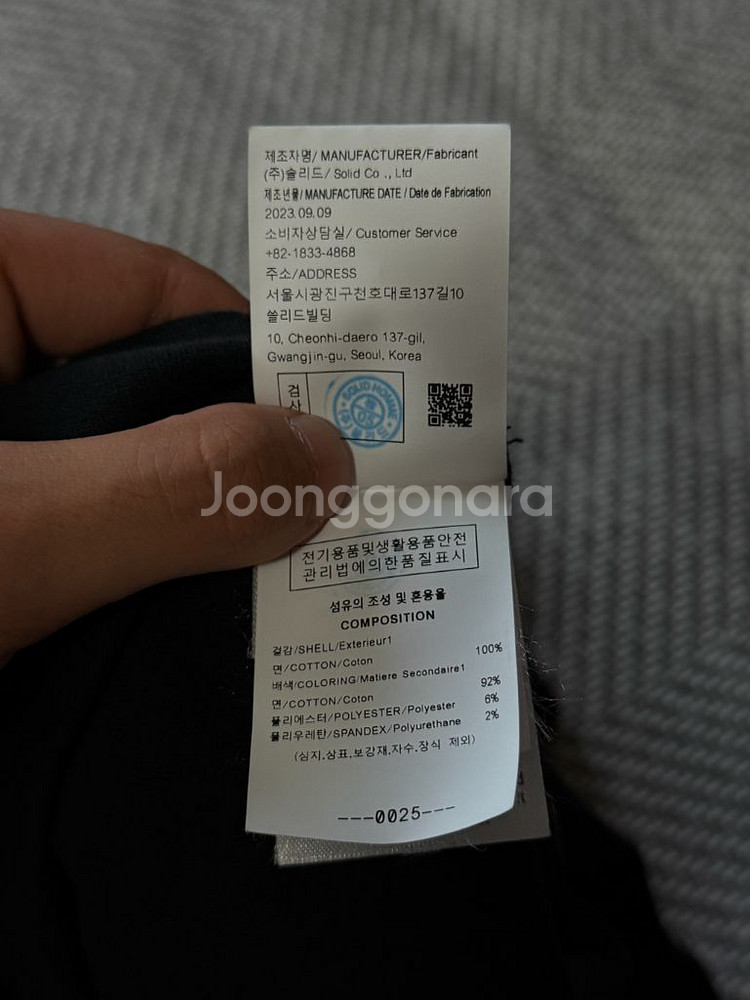 제조자명/ MANUFACTURER/Fabricant
(주)쏠리드/ Solid Co ., Ltd
제조년월/ MANUFACTURE DATE / Date de Fabrication
2023.09.09
소비자상담실/ Customer Service
+82-1833-4868
주소/ADDRESS
서울시광진구천호대로137길10
쏠리드빌딩
10, Cheonhi-daero 137-gil,
Gwangjin-gu, Seoul, Korea
검
사
SOLID HOMME
Joonggonara
전기용품및생활용품안전
관리법에의한품질표시
섬유의 조성 및 혼용율
COMPOSITION
겉감/SHELL/Exterieur1
면/COTTON/Coton 100%
배색/COLORING/Matiere Secondaire1
면/COTTON/Coton 92%
폴리에스터/POLYESTER/Polyester 6%
폴리우레탄/SPANDEX/Polyurethane 2%
(심지,상표,보강재,자수,장식 제외)
---0025---